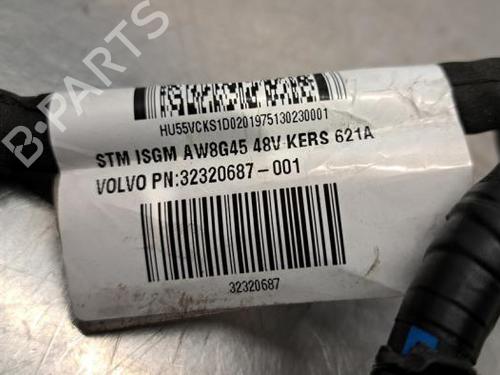 HU55VCKS1D0201975130230001
STM ISGM AW8G45 48V KERS 621A
VOLVO PN:32320687-001
32320687
B-PARTS